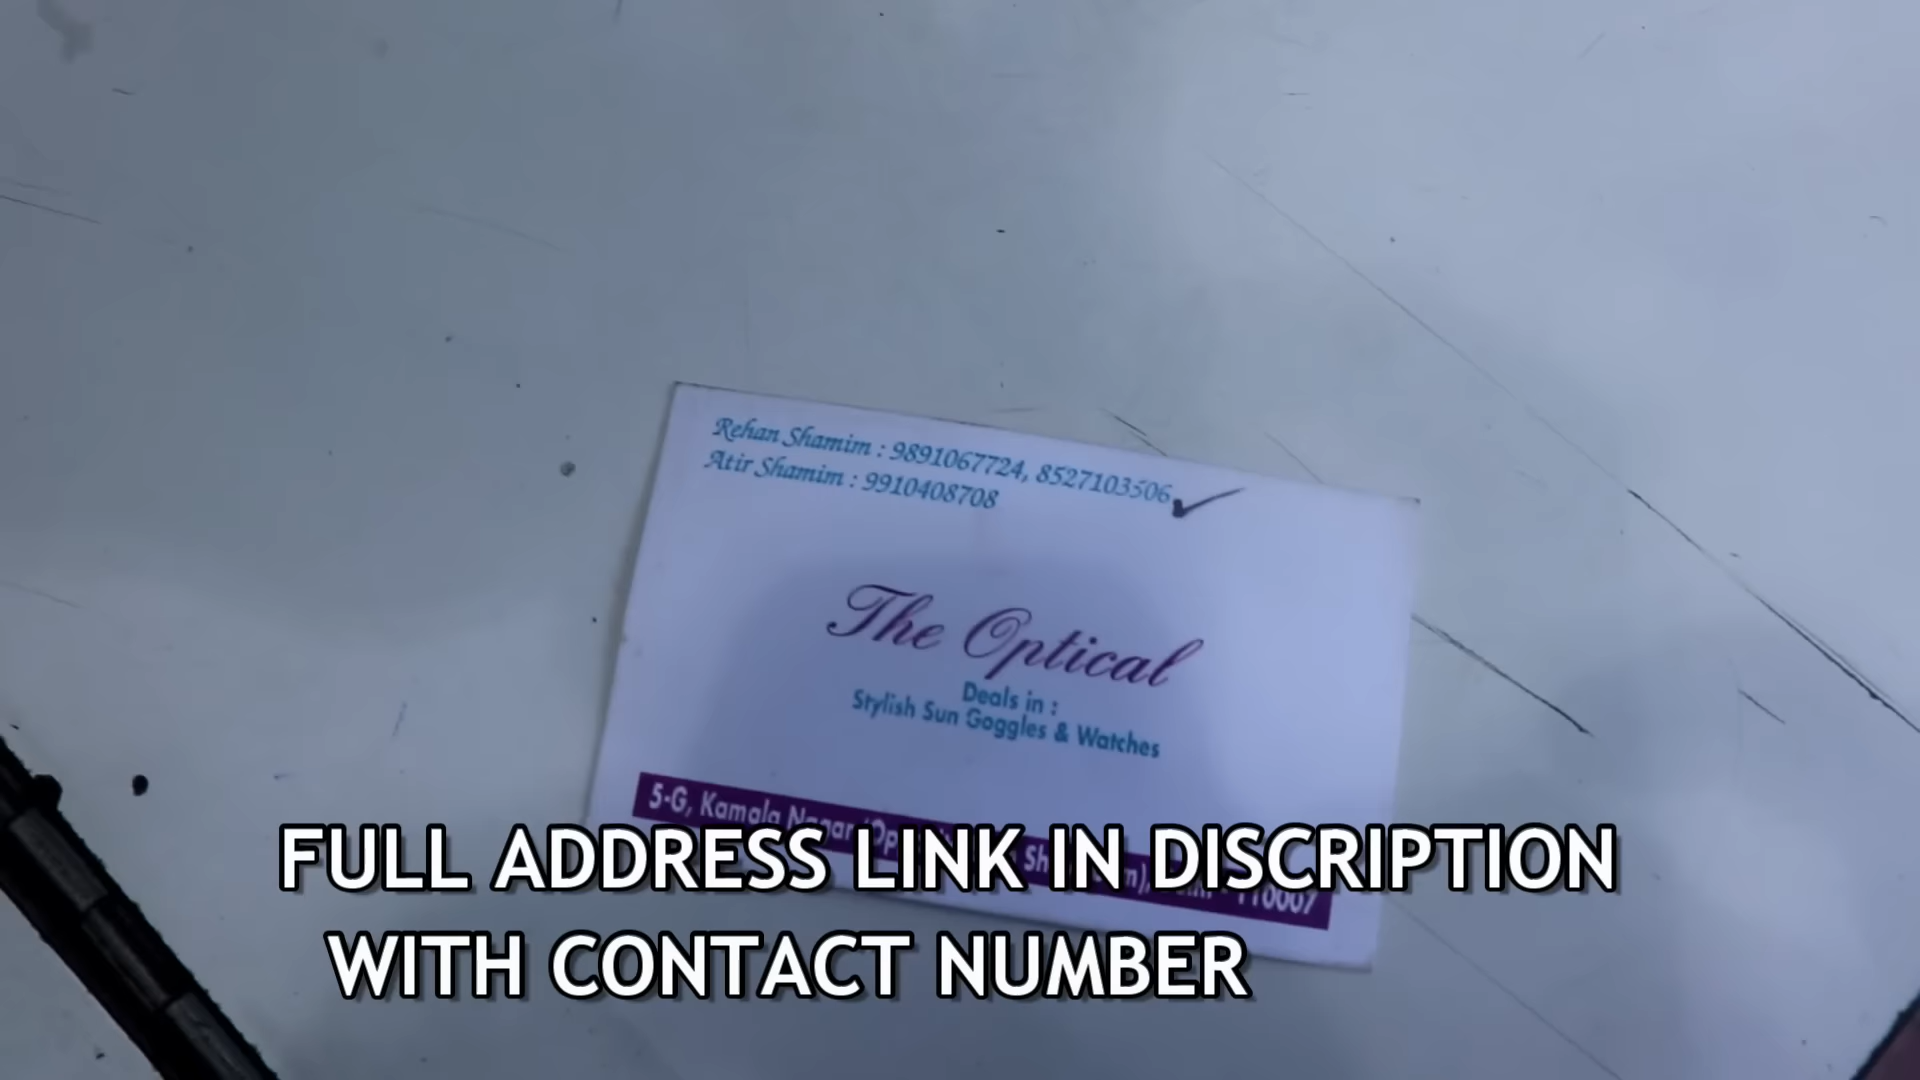 Rehan Shamim : 9891067724, 8527103506
Atir Shamim : 9910408708
The Optical
Deals in :
Stylish Sun Goggles & Watches
5-G, Kamala Nagar 110007
FULL ADDRESS LINK IN DISCRIPTION
WITH CONTACT NUMBER